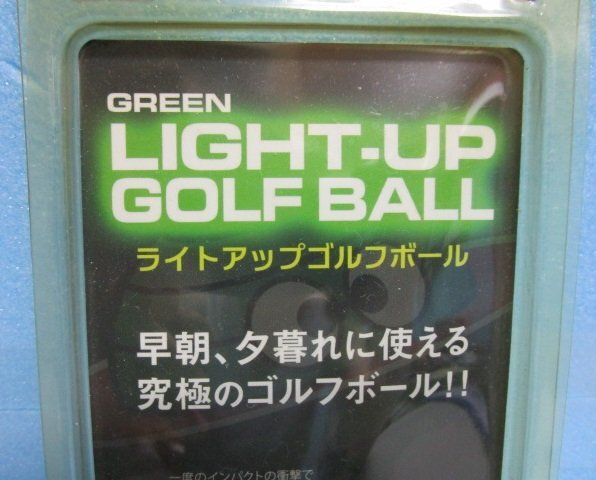 GREEN
LIGHT-UP
GOLF BALL
ライトアップゴルフボール
早朝、夕暮れに使える
究極のゴルフボール!!
一度のインパクトの衝撃で